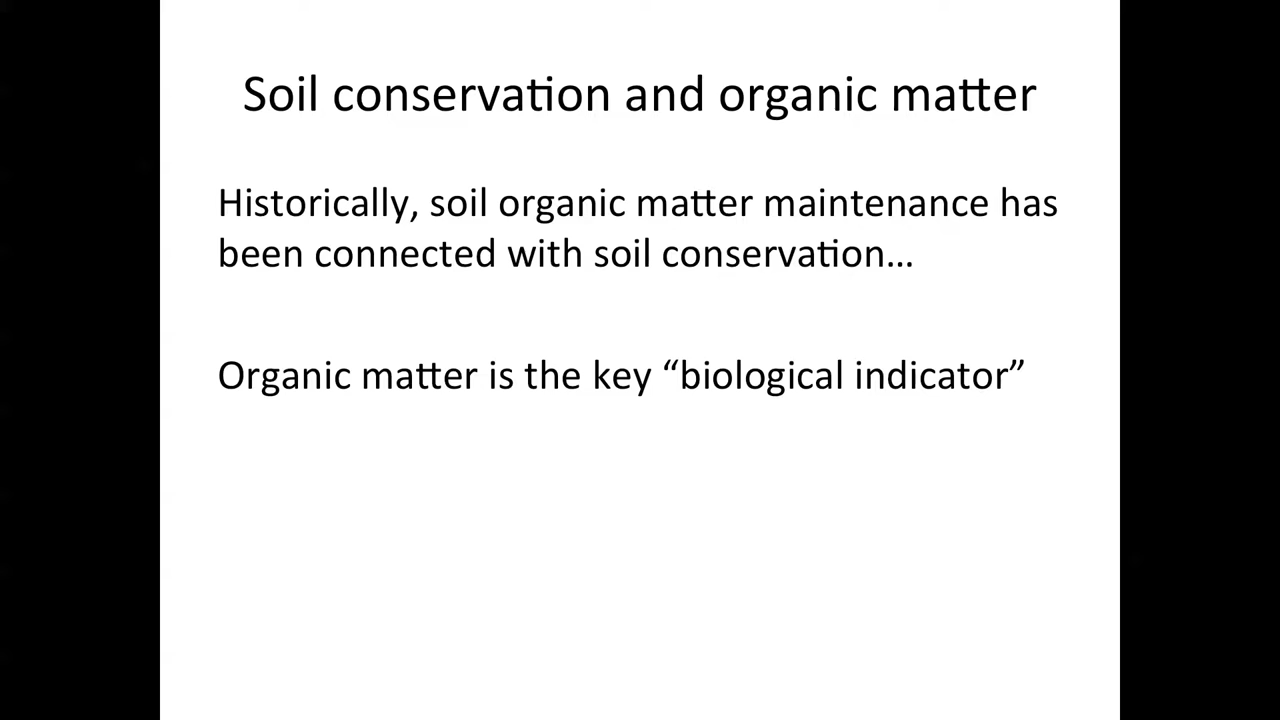 Soil conservation and organic matter
Historically, soil organic matter maintenance has
been connected with soil conservation…
Organic matter is the key “biological indicator”